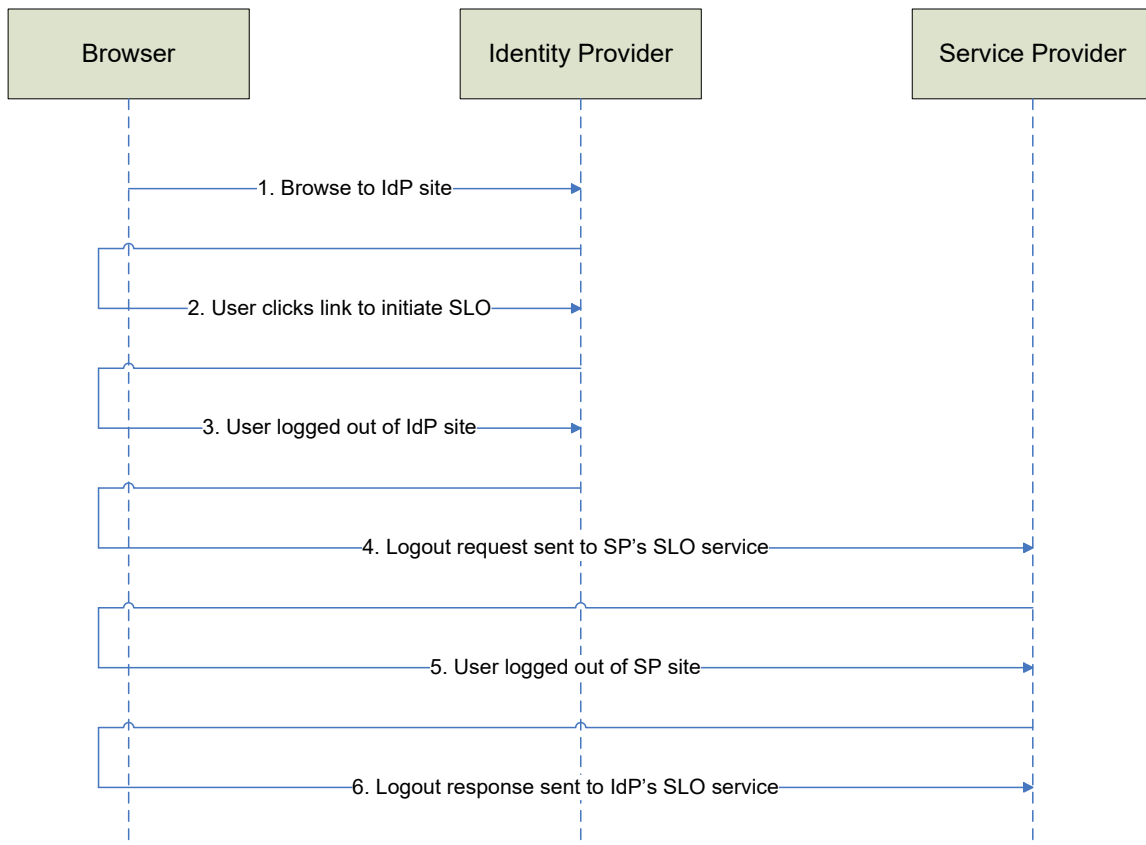 Browser
Identity Provider
Service Provider
1. Browse to IdP site
2. User clicks link to initiate SLO
3. User logged out of IdP site
4. Logout request sent to SP’s SLO service
5. User logged out of SP site
6. Logout response sent to IdP’s SLO service